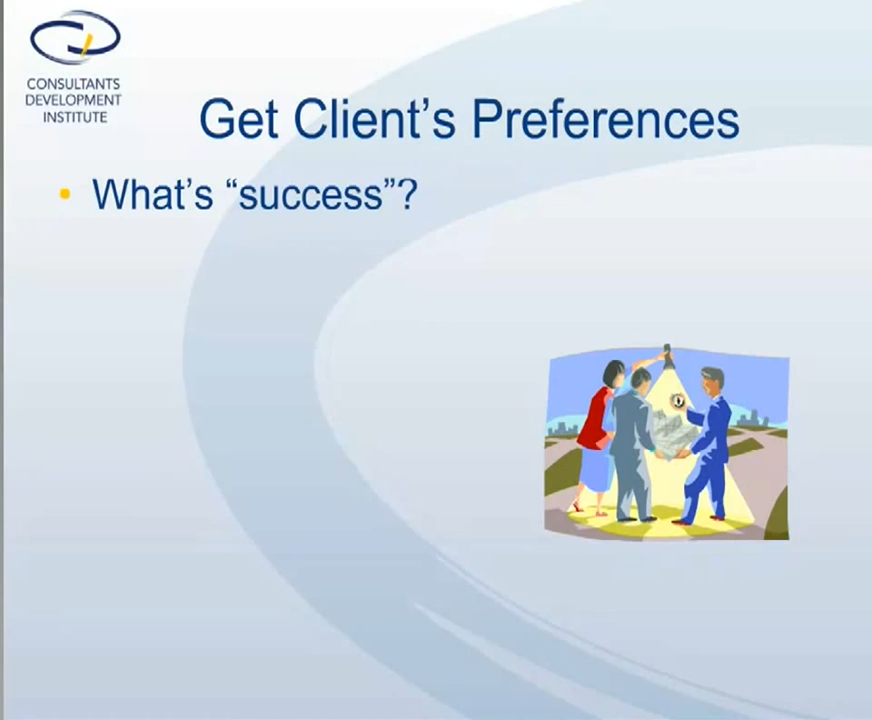 CONSULTANTS
DEVELOPMENT
INSTITUTE
Get Client’s Preferences
• What’s “success”?